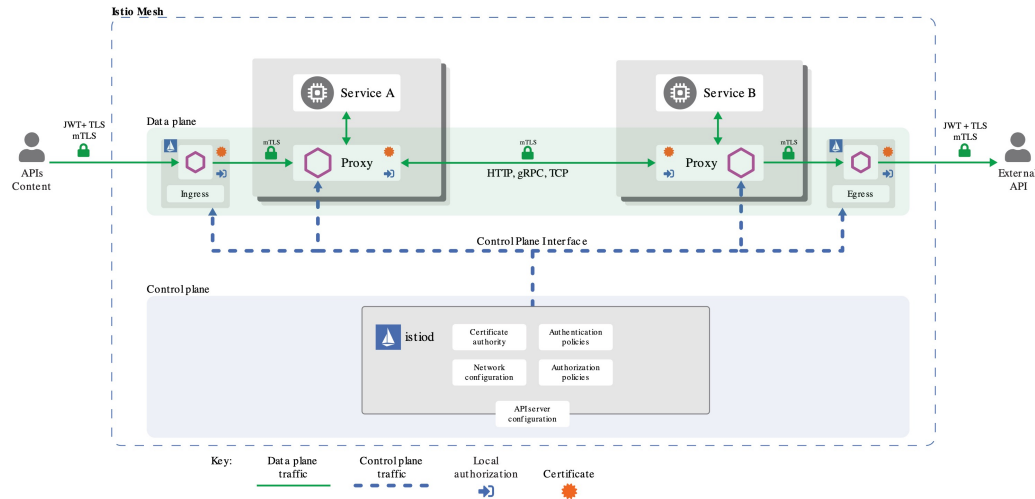 Istio Mesh
Data plane
Service A
Service B
JWT + TLS
mTLS
mTLS
mTLS
mTLS
JWT + TLS
mTLS
Proxy
Proxy
HTTP, gRPC, TCP
APIs
Content
Ingress
Egress
External
API
Control Plane Interface
Control plane
istiod
Certificate
authority
Authentication
policies
Network
configuration
Authorization
policies
API server
configuration
Key:
Data plane
traffic
Control plane
traffic
Local
authorization
Certificate